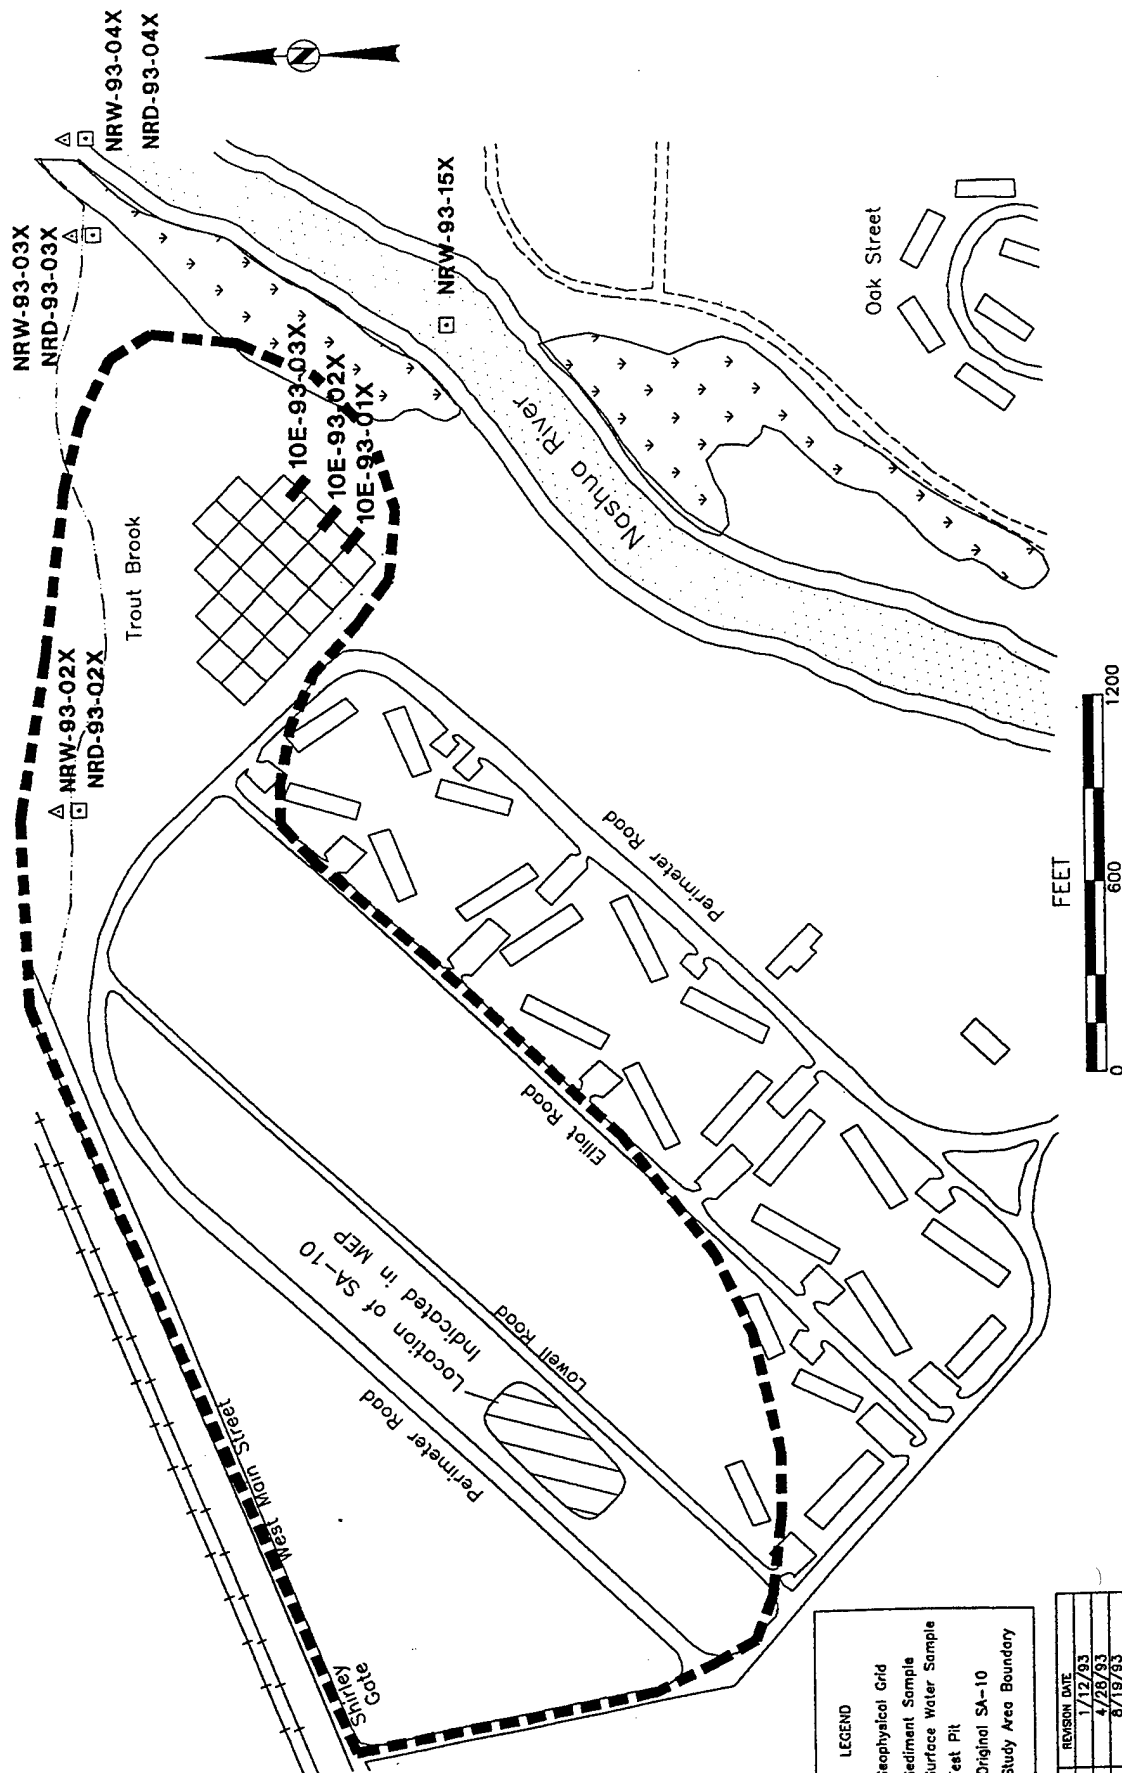 NRW-93-04X
NRD-93-04X
N
NRW-93-03X
NRD-93-03X
NRW-93-15X
Oak Street
10E-93-03X
10E-93-02X
10E-93-01X
Nashua River
Trout Brook
NRW-93-02X
NRD-93-02X
Perimeter Road
Elliot Road
FEET
0
600
1200
Location of SA-10
Indicated in MEP
Lowell Road
Perimeter Road
West Main Street
Shirley
Gate
LEGEND
Geophysical Grid
Sediment Sample
Surface Water Sample
Test Pit
Original SA-10
Study Area Boundary
REVISION DATE
1/12/93
4/28/93
8/19/93